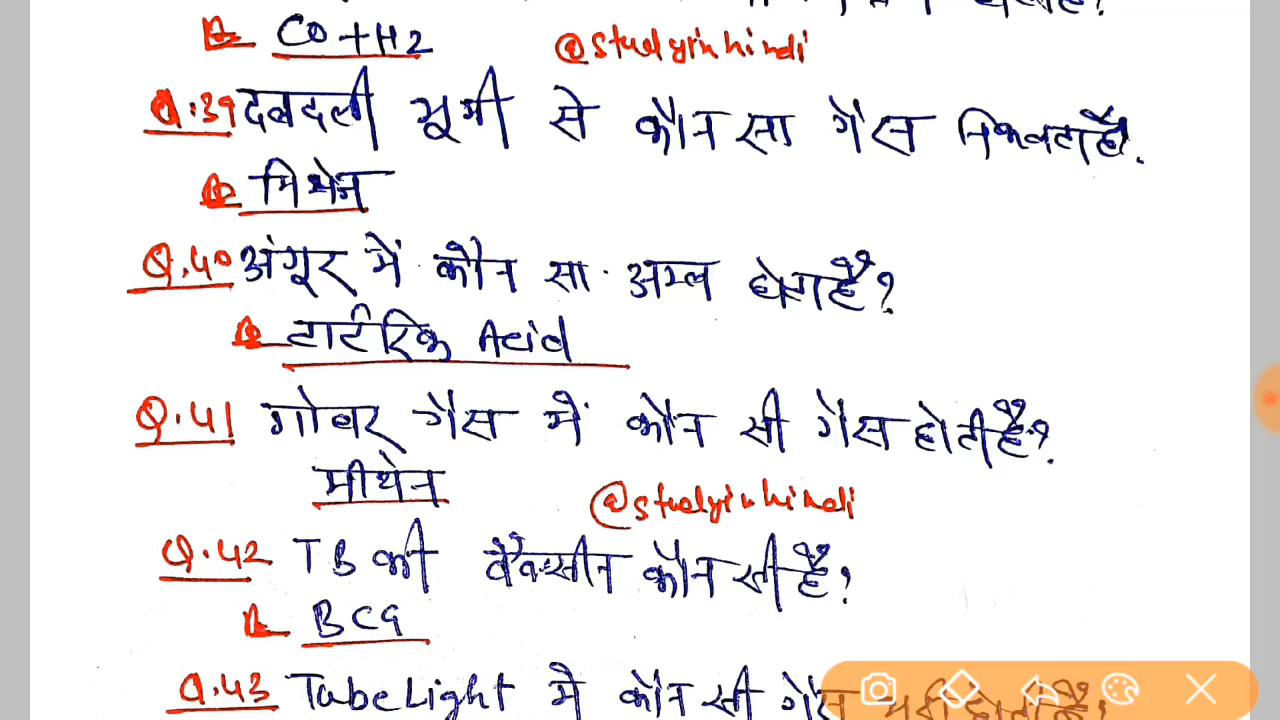 CO+H2 @studyinhindi
Q.39 दलदली भूमी से कौन सा गैस निकलता है.
मिथेन
Q.40 अंगूर में कौन सा अम्ल होता है?
टार्टरिक Acid
Q.41 गोबर गैस में कौन सी गैस होती है?
मीथेन
@studyinhindi
Q.42 TB की वैक्सीन कौन सी है?
BCG
Q.43 TubeLight में कौन सी गैस